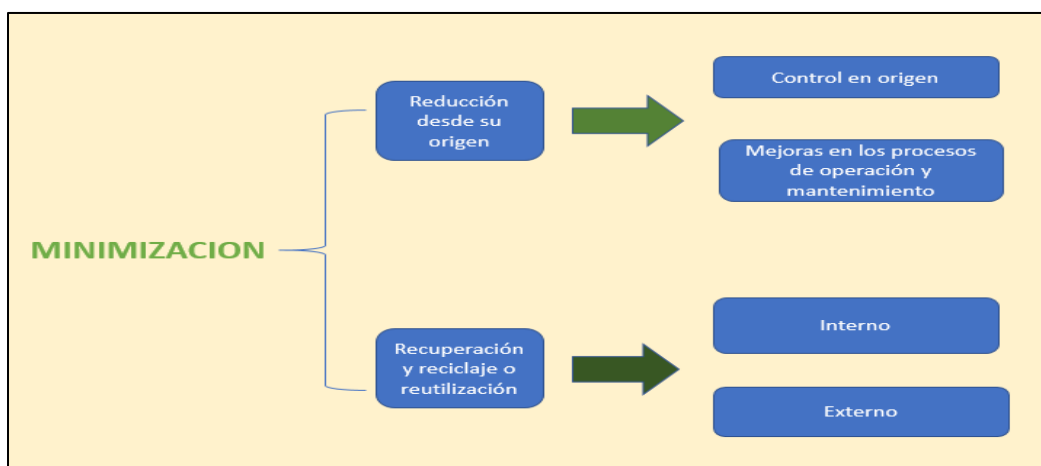 MINIMIZACION
Reducción
desde su
origen
Control en origen
Mejoras en los procesos
de operación y
mantenimiento
Recuperación
y reciclaje o
reutilización
Interno
Externo